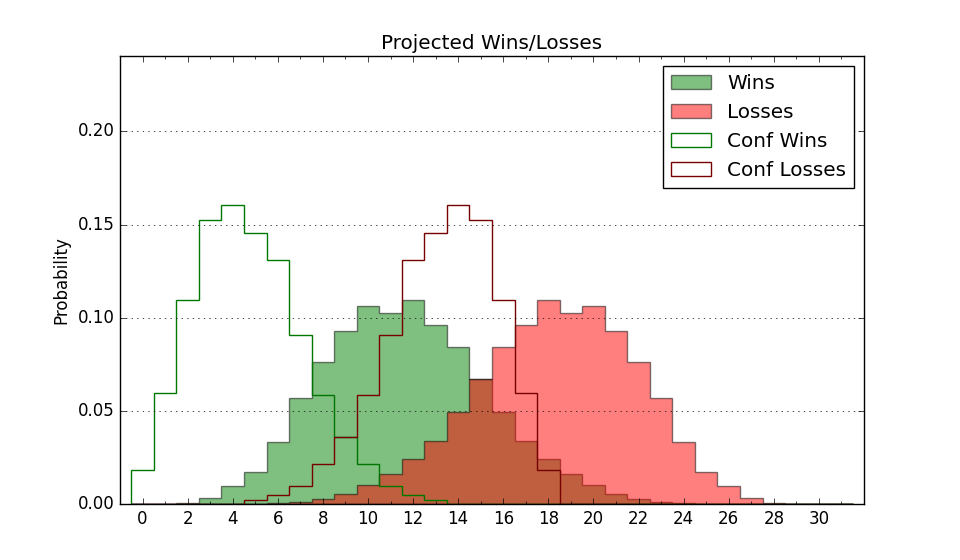 Projected Wins/Losses
Wins
Losses
Conf Wins
Conf Losses
Probability
0.20
0.15
0.10
0.05
0.00
0 2 4 6 8 10 12 14 16 18 20 22 24 26 28 30